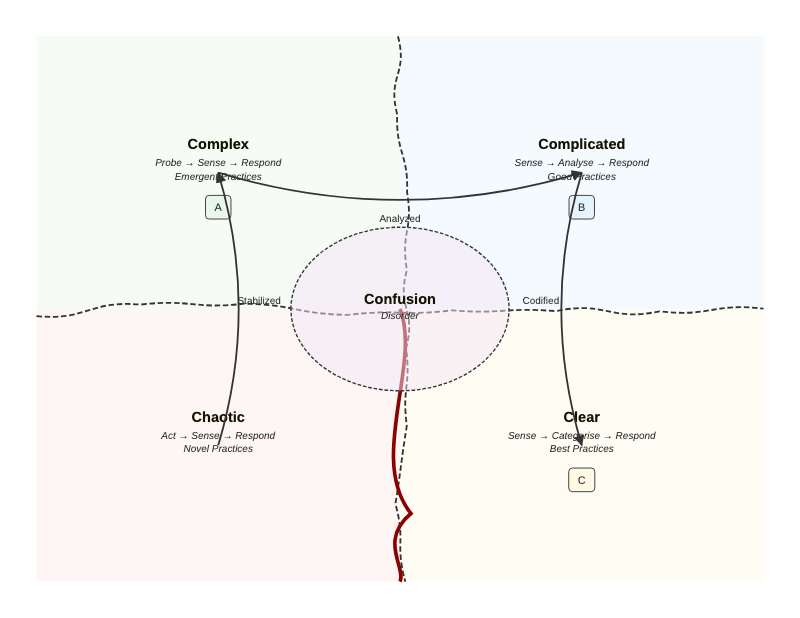 Complex
Probe → Sense → Respond
Emergent Practices
A
Complicated
Sense → Analyse → Respond
Good Practices
B
Analyzed
Stabilized
Confusion
Disorder
Codified
Chaotic
Act → Sense → Respond
Novel Practices
Clear
Sense → Categorise → Respond
Best Practices
C